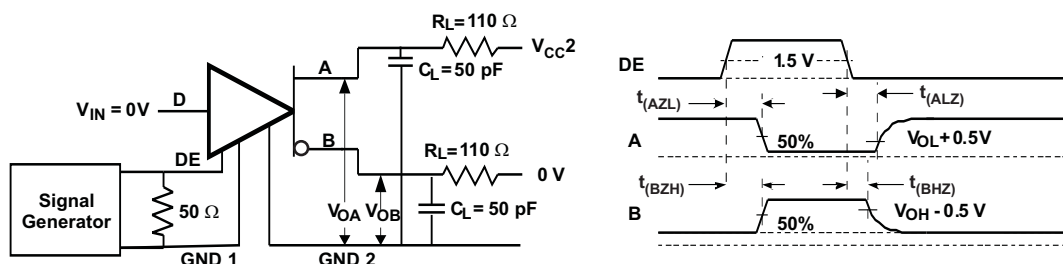 R_L=110 Ω
V_CC2
A
C_L=50 pF
V_IN = 0V
D
B
R_L=110 Ω
0 V
DE
Signal
Generator
50 Ω
V_OA
V_OB
C_L=50 pF
GND 1
GND 2
DE
1.5 V
t_(AZL)
t_(ALZ)
A
50%
V_OL+0.5V
t_(BZH)
t_(BHZ)
B
50%
V_OH-0.5 V